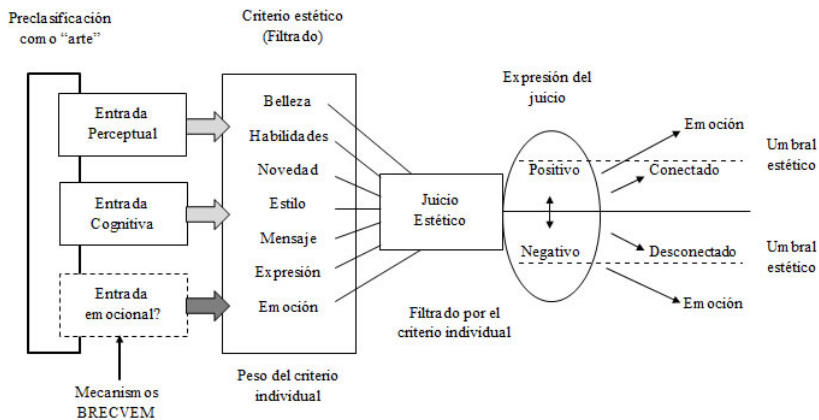 Preclasificación
como “arte”
Entrada
Perceptual
Entrada
Cognitiva
Entrada
emocional?
Mecanismos
BRECVEM
Criterio estético
(Filtrado)
Belleza
Habilidades
Novedad
Estilo
Mensaje
Expresión
Emoción
Peso del criterio
individual
Juicio
Estético
Filtrado por el
criterio individual
Expresión del
juicio
Positivo
Negativo
Emoción
Conectado
Desconectado
Emoción
Umbral
estético
Umbral
estético